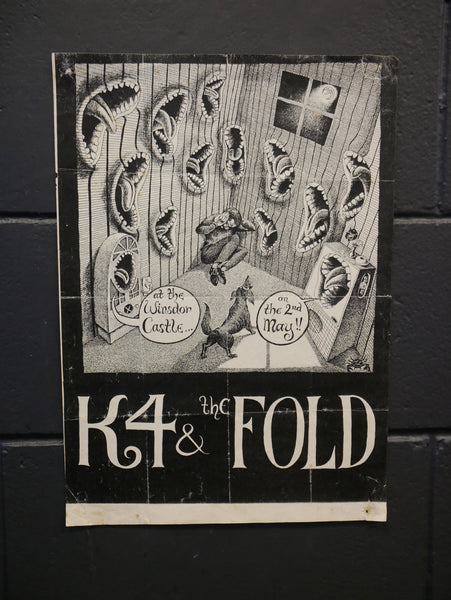 at the
Winsdor
Castle...
on
the 2nd
May!!
K4 & the FOLD